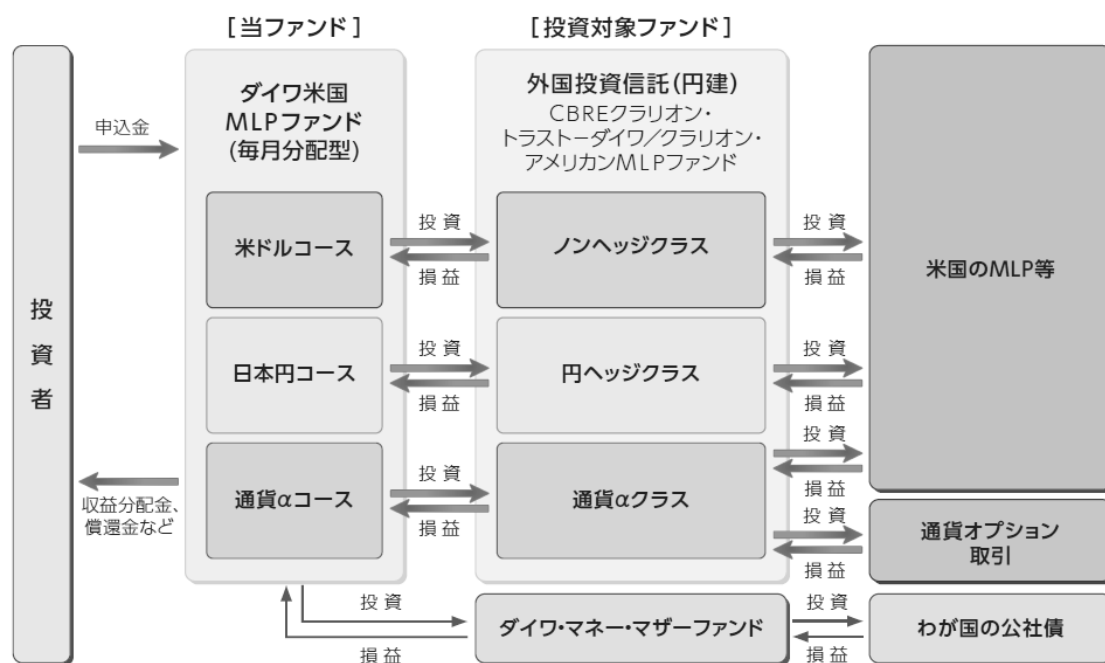 [当ファンド]
[投資対象ファンド]
投資者
申込金
収益分配金、
償還金など
ダイワ米国
MLPファンド
(毎月分配型)
米ドルコース
日本円コース
通貨αコース
投資
損益
投資
損益
投資
損益
外国投資信託(円建)
CBREクラリオン・
トラストーダイワ/クラリオン・
アメリカンMLPファンド
ノンヘッジクラス
円ヘッジクラス
通貨αクラス
投資
損益
投資
損益
投資
損益
投資
損益
米国のMLP等
通貨オプション
取引
投資
損益
ダイワ・マネー・マザーファンド
投資
損益
わが国の公社債